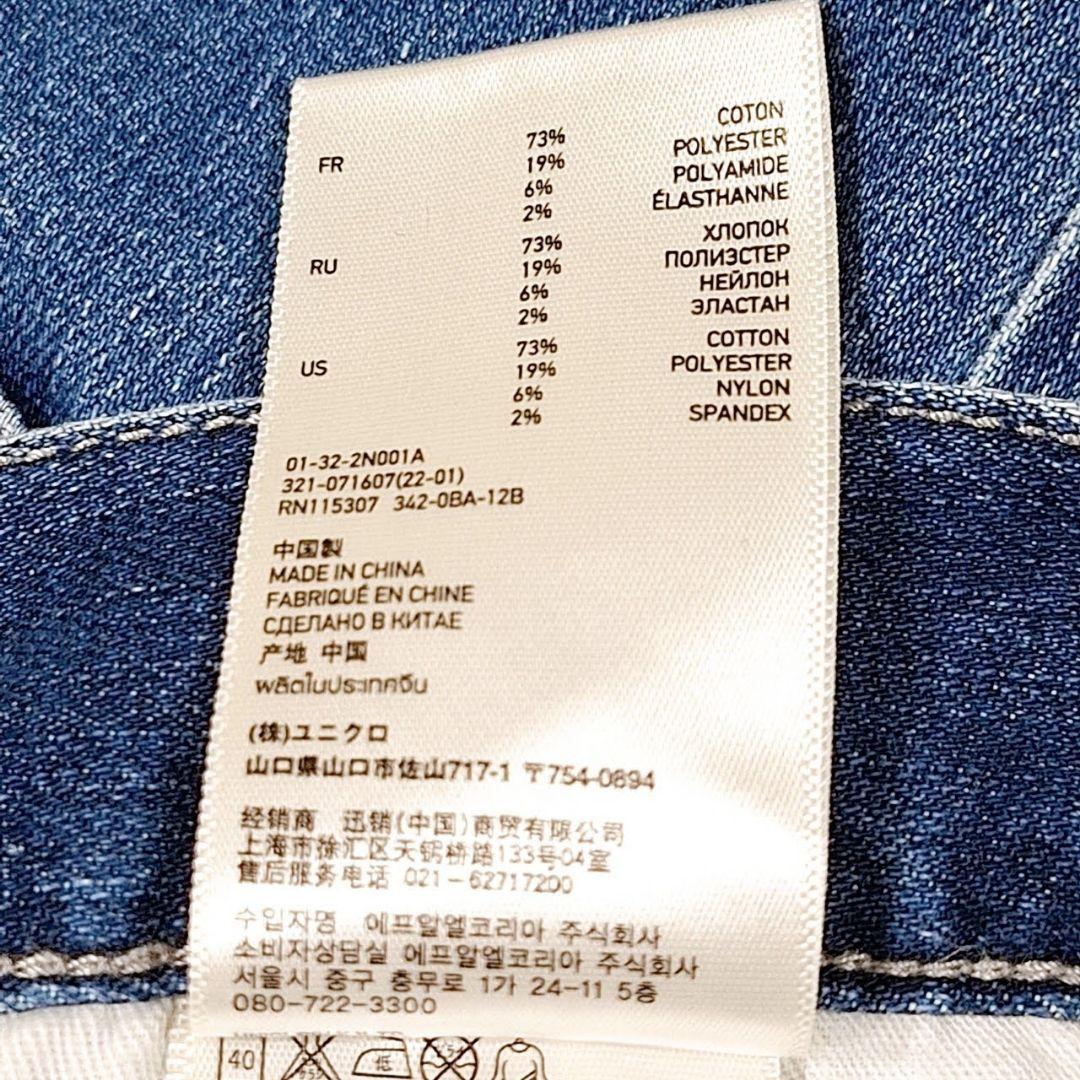 FR 73% COTON
19% POLYESTER
6% POLYAMIDE
2% ÉLASTHANNE
RU 73% ХЛОПОК
19% ПОЛИЭСТЕР
6% НЕЙЛОН
2% ЭЛАСТАН
US 73% COTTON
19% POLYESTER
6% NYLON
2% SPANDEX
01-32-2N001A
321-071607(22-01)
RN115307 342-0BA-12B
中国製
MADE IN CHINA
FABRIQUÉ EN CHINE
СДЕЛАНО В КИТАЕ
产地 中国
ผลิตในประเทศจีน
(株)ユニクロ
山口県山口市佐山717-1 〒754-0894
经销商 迅销(中国)商贸有限公司
上海市徐汇区天钥桥路133号04室
售后服务电话 021-62717200
수입자명 에프알엘코리아 주식회사
소비자상담실 에프알엘코리아 주식회사
서울시 중구 충무로 1가 24-11 5층
080-722-3300
40 低